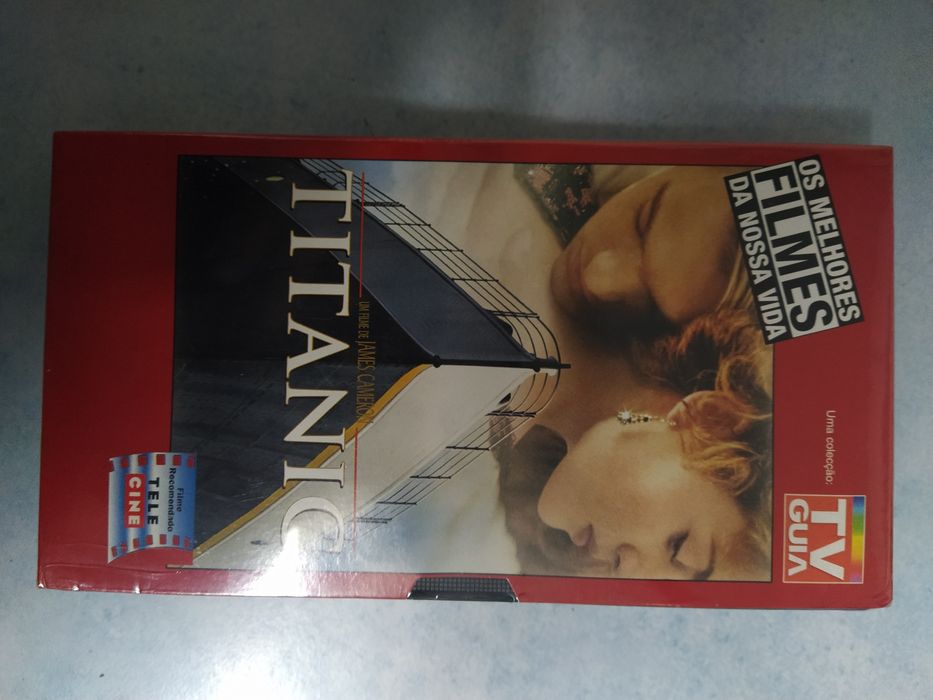 OS MELHORES
FILMES
DA NOSSA VIDA
Uma colecção:
TV
GUIA
UM FILME DE JAMES CAMERON
TITANIC
Filme
Recomendado
TELE
CINE